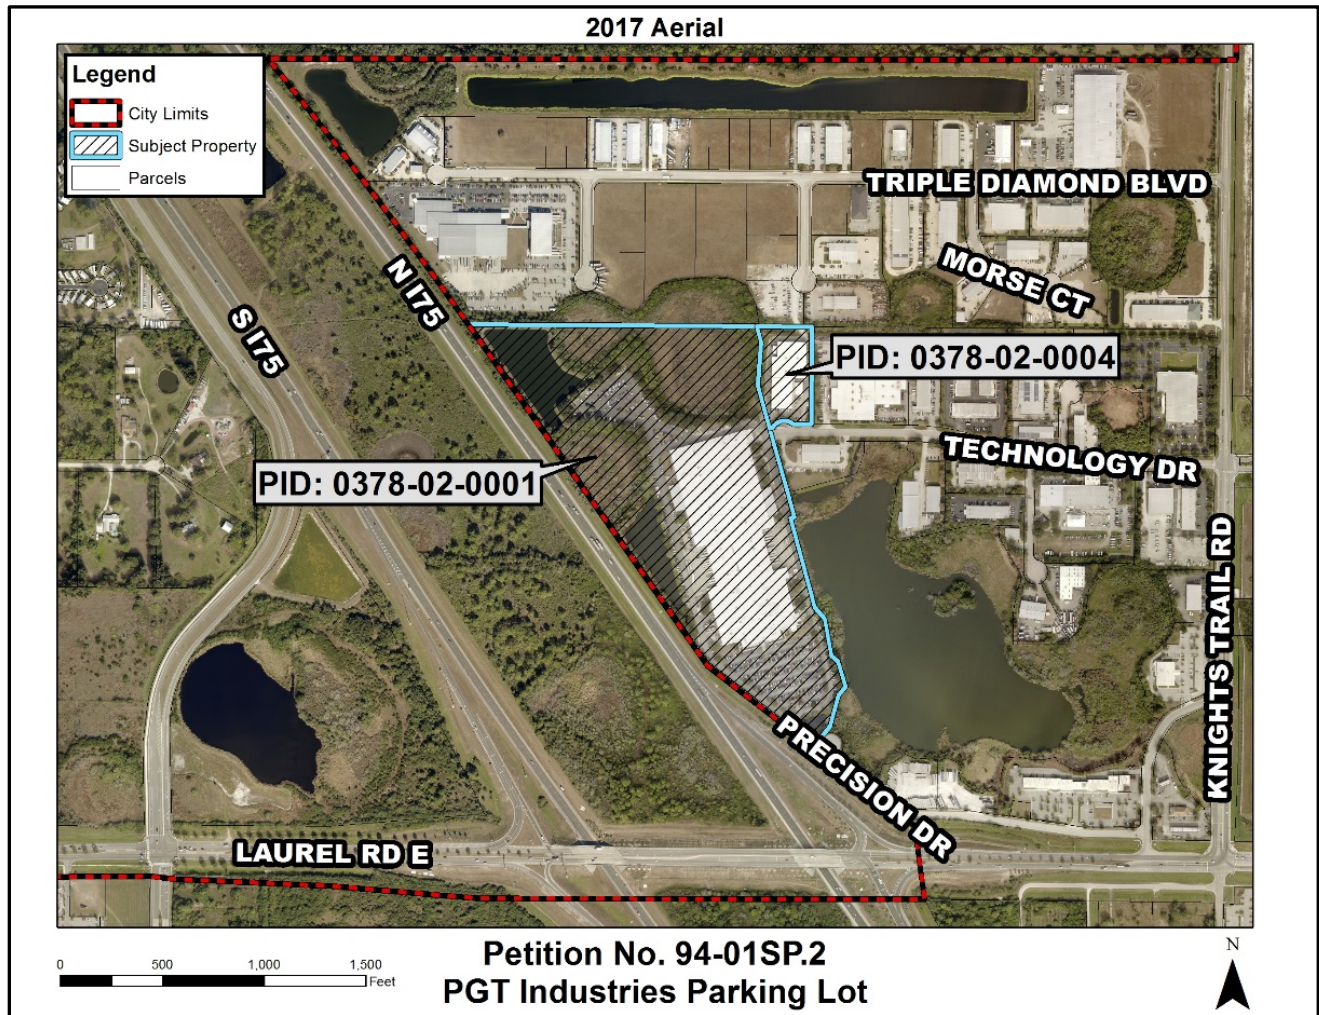 2017 Aerial
Legend
City Limits
Subject Property
Parcels
TRIPLE DIAMOND BLVD
MORSE CT
N I75
S I75
PID: 0378-02-0004
TECHNOLOGY DR
PID: 0378-02-0001
KNIGHTS TRAIL RD
PRECISION DR
LAUREL RD E
0 500 1,000 1,500
Feet
Petition No. 94-01SP.2
PGT Industries Parking Lot
N